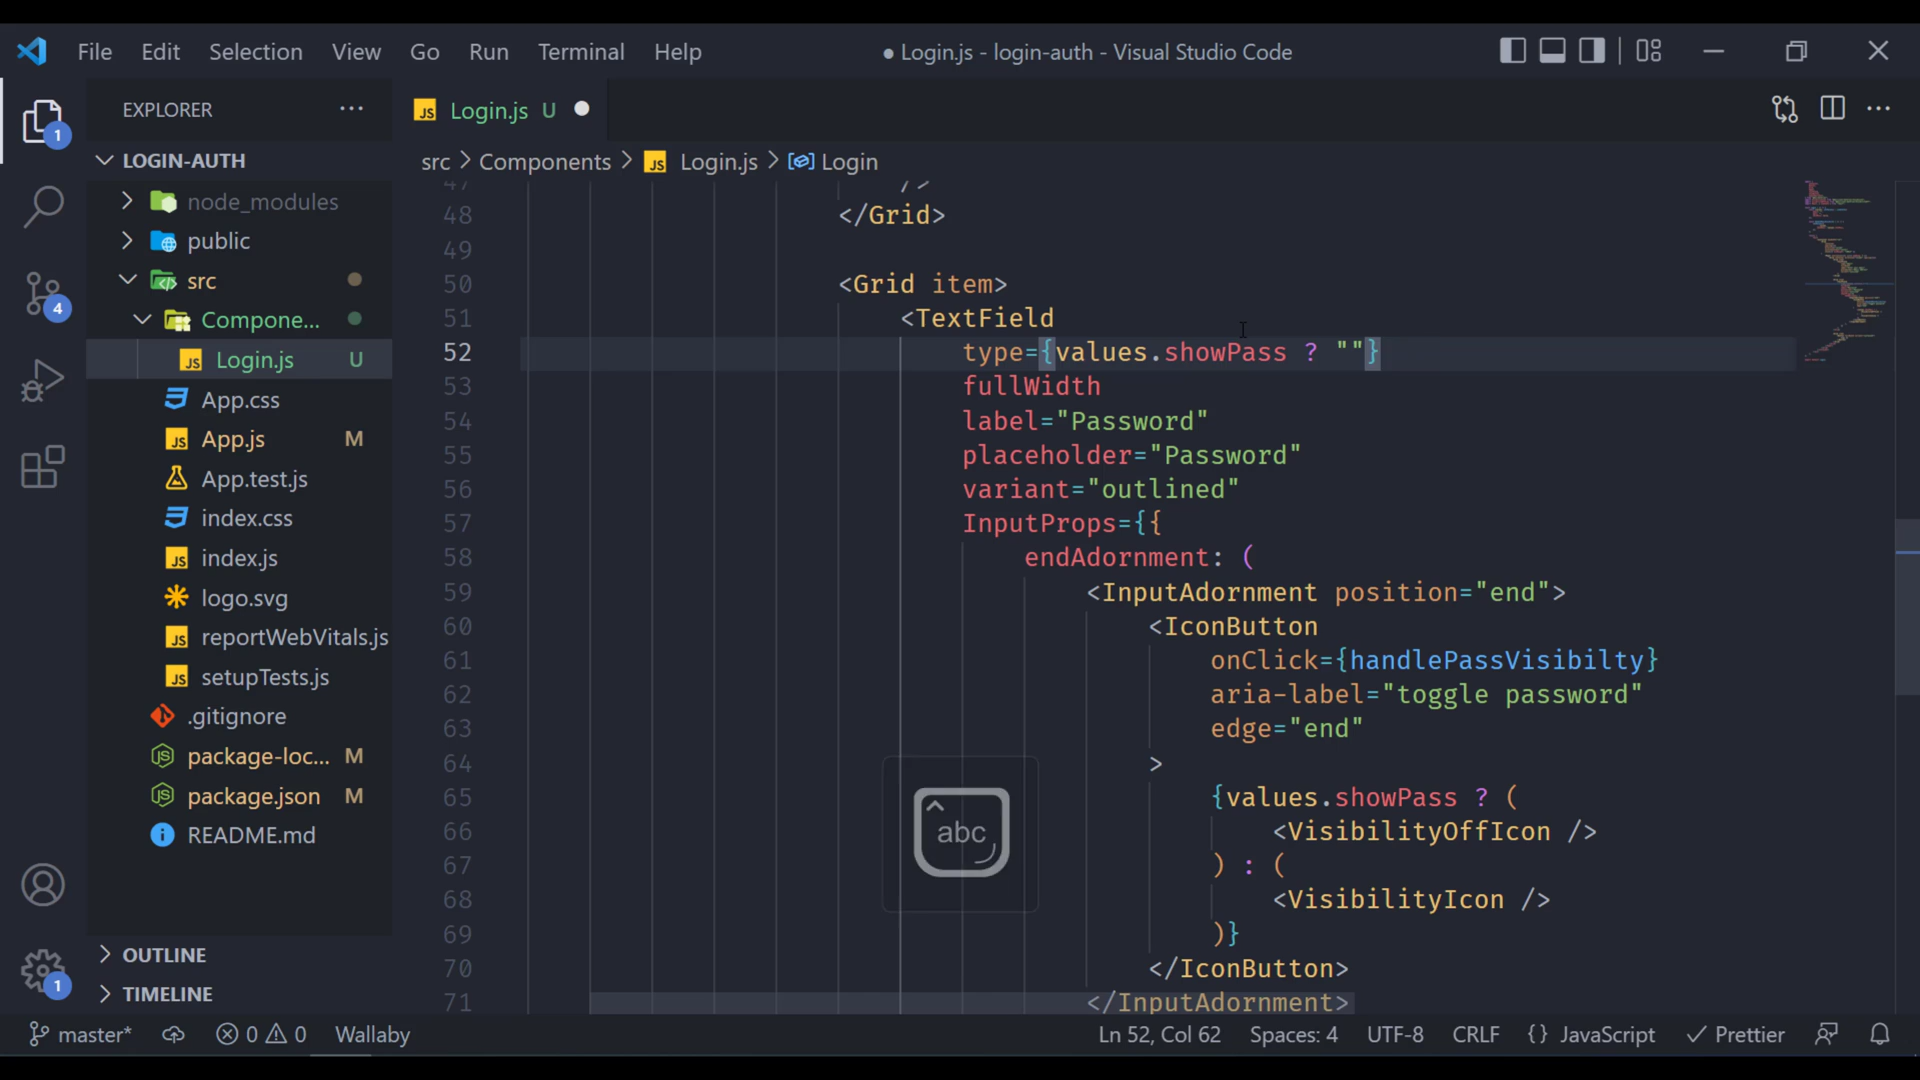 File Edit Selection View Go Run Terminal Help
● Login.js - login-auth - Visual Studio Code
EXPLORER
1
LOGIN-AUTH
node_modules
public
src
Compone...
Login.js U
App.css
App.js M
App.test.js
index.css
index.js
logo.svg
reportWebVitals.js
setupTests.js
.gitignore
package-loc... M
package.json M
README.md
OUTLINE
TIMELINE
4
1
JS Login.js U
src > Components > JS Login.js > Login
47 />
48 </Grid>
49
50 <Grid item>
51 <TextField
52 type={values.showPass ? ""}
53 fullWidth
54 label="Password"
55 placeholder="Password"
56 variant="outlined"
57 InputProps={{
58 endAdornment: (
59 <InputAdornment position="end">
60 <IconButton
61 onClick={handlePassVisibilty}
62 aria-label="toggle password"
63 edge="end"
64 >
65 {values.showPass ? (
66 <VisibilityOffIcon />
67 ) : (
68 <VisibilityIcon />
69 )}
70 </IconButton>
71 </InputAdornment>
abc
master* 0 0 Wallaby
Ln 52, Col 62 Spaces: 4 UTF-8 CRLF {} JavaScript Prettier